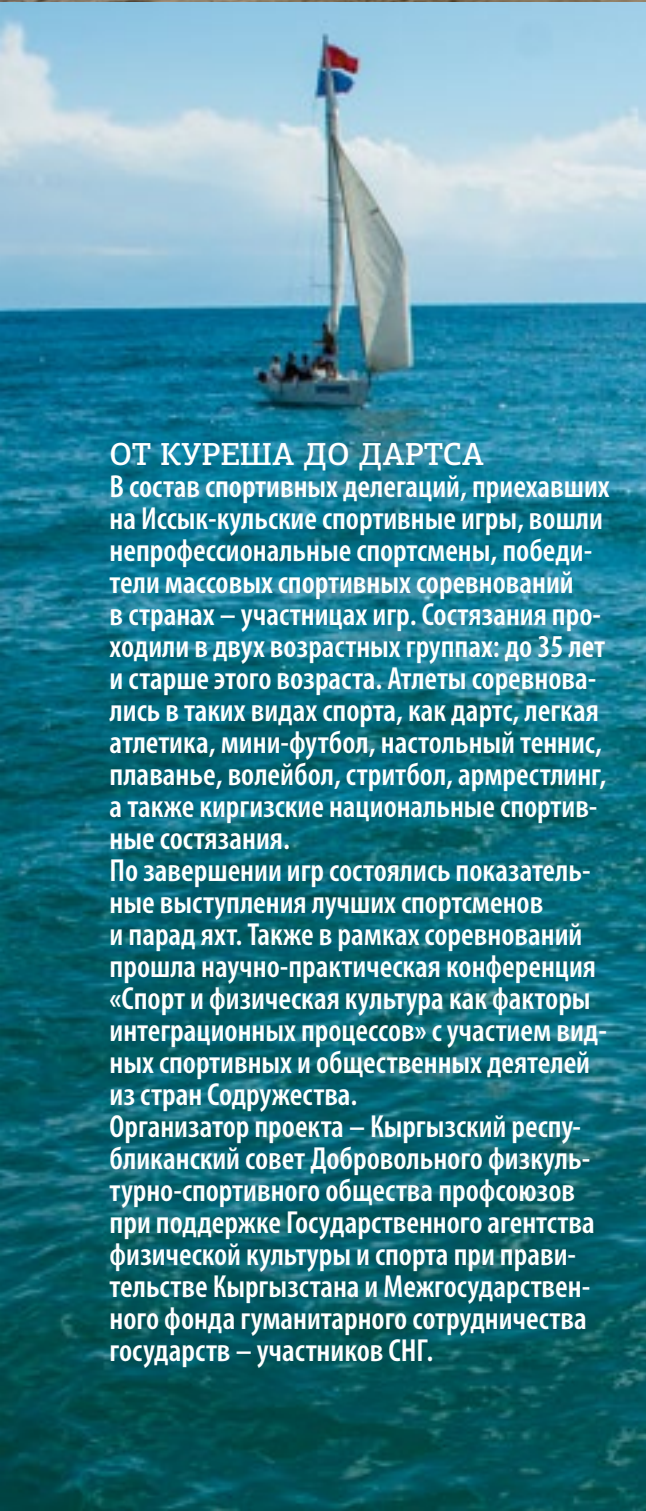 ОТ КУРЕША ДО ДАРТСА
В состав спортивных делегаций, приехавших
на Иссык-кульские спортивные игры, вошли
непрофессиональные спортсмены, победи-
тели массовых спортивных соревнований
в странах – участницах игр. Состязания про-
ходили в двух возрастных группах: до 35 лет
и старше этого возраста. Атлеты соревнова-
лись в таких видах спорта, как дартс, легкая
атлетика, мини-футбол, настольный теннис,
плаванье, волейбол, стритбол, армрестлинг,
а также киргизские национальные спортив-
ные состязания.
По завершении игр состоялись показатель-
ные выступления лучших спортсменов
и парад яхт. Также в рамках соревнований
прошла научно-практическая конференция
«Спорт и физическая культура как факторы
интеграционных процессов» с участием вид-
ных спортивных и общественных деятелей
из стран Содружества.
Организатор проекта – Кыргызский респу-
бликанский совет Добровольного физкуль-
турно-спортивного общества профсоюзов
при поддержке Государственного агентства
физической культуры и спорта при прави-
тельстве Кыргызстана и Межгосударствен-
ного фонда гуманитарного сотрудничества
государств – участников СНГ.